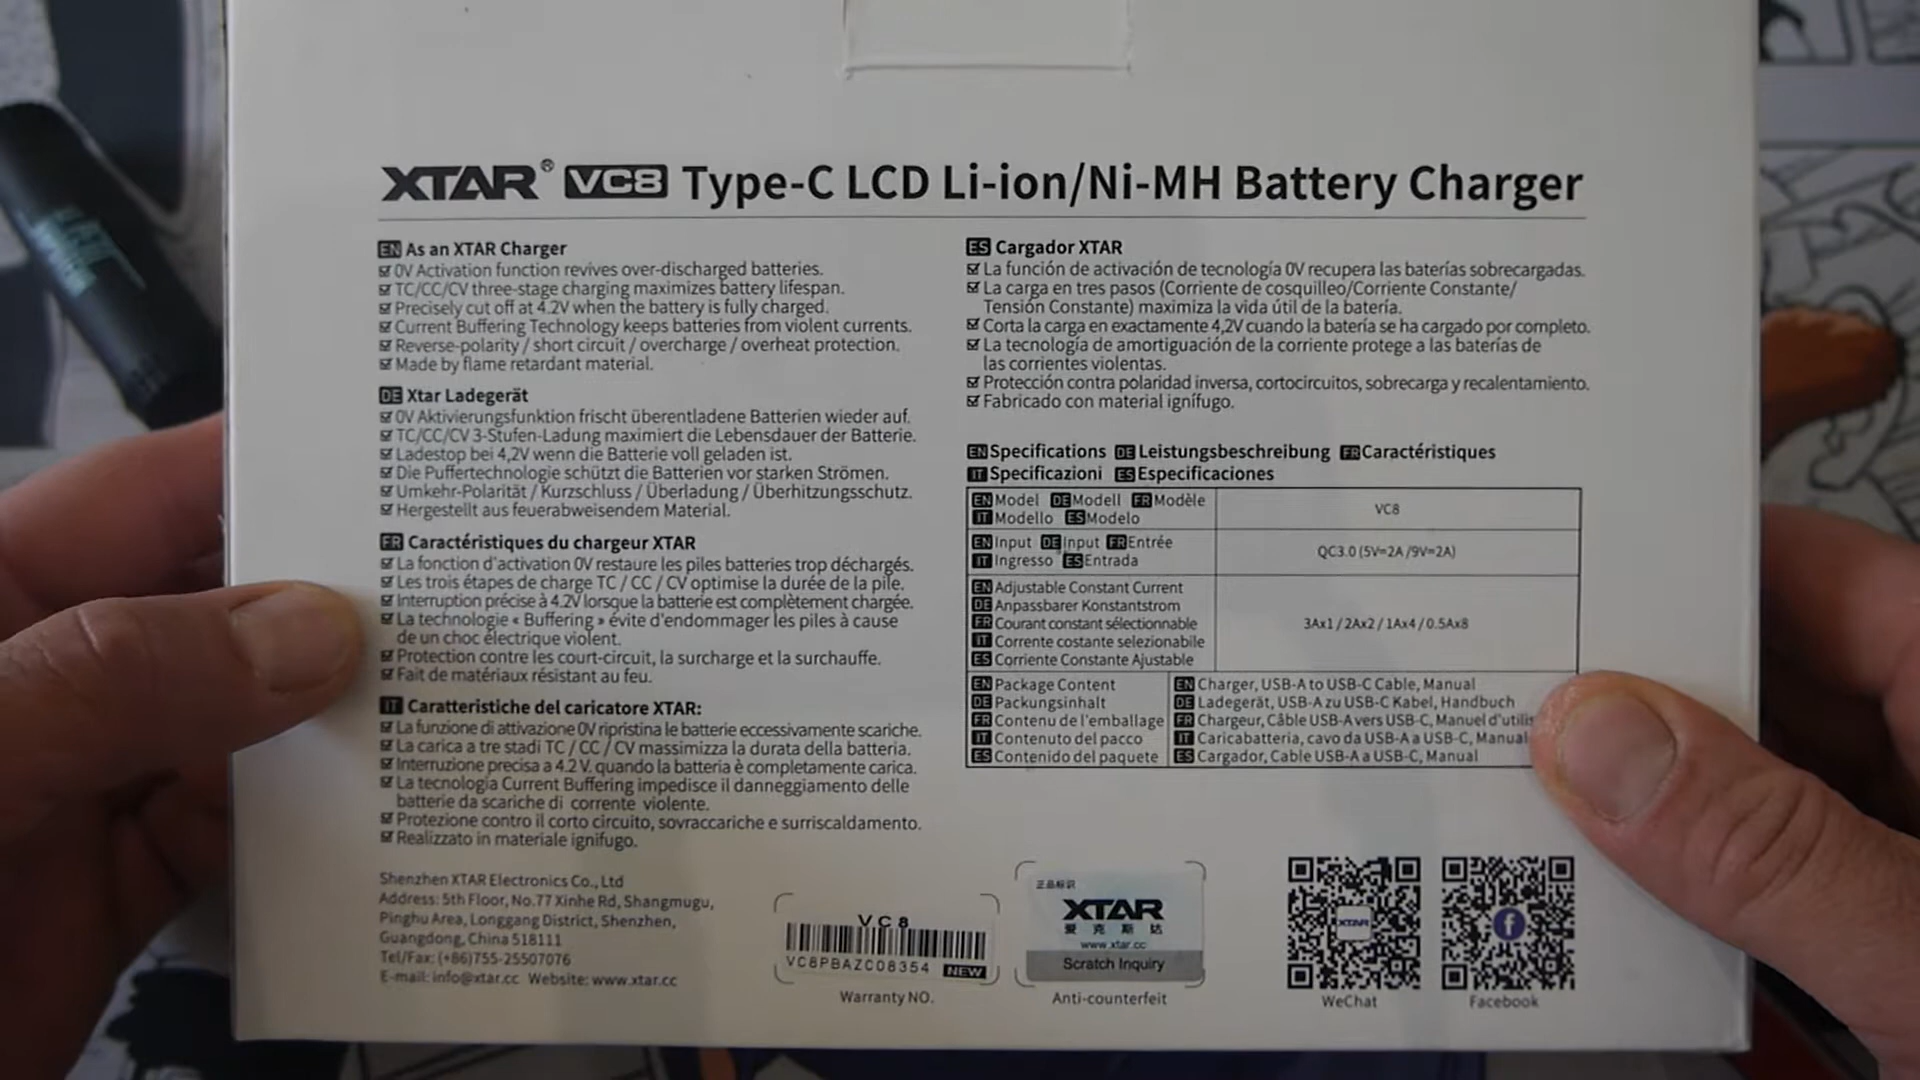 XTAR® VC8 Type-C LCD Li-ion/Ni-MH Battery Charger
EN As an XTAR Charger
0V Activation function revives over-discharged batteries.
TC/CC/CV three-stage charging maximizes battery lifespan.
Precisely cut off at 4.2V when the battery is fully charged.
Current Buffering Technology keeps batteries from violent currents.
Reverse-polarity / short circuit / overcharge / overheat protection.
Made by flame retardant material.
DE Xtar Ladegerät
0V Aktivierungsfunktion frischt überentladene Batterien wieder auf.
TC/CC/CV 3-Stufen-Ladung maximiert die Lebensdauer der Batterie.
Ladestop bei 4,2V wenn die Batterie voll geladen ist.
Die Puffertechnologie schützt die Batterien vor starken Strömen.
Umkehr-Polarität / Kurzschluss / Überladung / Überhitzungsschutz.
Hergestellt aus feuerabweisendem Material.
FR Caractéristiques du chargeur XTAR
La fonction d'activation 0V restaure les piles batteries trop déchargés.
Les trois étapes de charge TC / CC / CV optimise la durée de la pile.
Interruption précise à 4.2V lorsque la batterie est complètement chargée.
La technologie « Buffering » évite d'endommager les piles à cause
de un choc électrique violent.
Protection contre les court-circuit, la surcharge et la surchauffe.
Fait de matériaux résistant au feu.
IT Caratteristiche del caricatore XTAR:
La funzione di attivazione 0V ripristina le batterie eccessivamente scariche.
La carica a tre stadi TC / CC / CV massimizza la durata della batteria.
Interruzione precisa a 4.2 V. quando la batteria è completamente carica.
La tecnologia Current Buffering impedisce il danneggiamento delle
batterie da scariche di corrente violente.
Protezione contro il corto circuito, sovraccariche e surriscaldamento.
Realizzato in materiale ignifugo.
Shenzhen XTAR Electronics Co., Ltd
Address: 5th Floor, No.77 Xinhe Rd, Shangmugu,
Pinghu Area, Longgang District, Shenzhen,
Guangdong, China 518111
Tel/Fax: (+86)755-25507076
E-mail: info@xtar.cc Website: www.xtar.cc
ES Cargador XTAR
La función de activación de tecnología 0V recupera las baterías sobrecargadas.
La carga en tres pasos (Corriente de cosquilleo/Corriente Constante/
Tensión Constante) maximiza la vida útil de la batería.
Corta la carga en exactamente 4,2V cuando la batería se ha cargado por completo.
La tecnología de amortiguación de la corriente protege a las baterías de
las corrientes violentas.
Protección contra polaridad inversa, cortocircuitos, sobrecarga y recalentamiento.
Fabricado con material ignífugo.
EN Specifications DE Leistungsbeschreibung FR Caractéristiques
IT Specificazioni ES Especificaciones
EN Model DE Modell FR Modèle
IT Modello ES Modelo
VC8
EN Input DE Input FR Entrée
IT Ingresso ES Entrada
QC3.0 (5V=2A /9V=2A)
EN Adjustable Constant Current
DE Anpassbarer Konstantstrom
FR Courant constant sélectionnable
IT Corrente costante selezionabile
ES Corriente Constante Ajustable
3Ax1 / 2Ax2 / 1Ax4 / 0.5Ax8
EN Package Content
DE Packungsinhalt
FR Contenu de l'emballage
IT Contenuto del pacco
ES Contenido del paquete
EN Charger, USB-A to USB-C Cable, Manual
DE Ladegerät, USB-A zu USB-C Kabel, Handbuch
FR Chargeur, Câble USB-A vers USB-C, Manuel d'utilis
IT Caricabatteria, cavo da USB-A a USB-C, Manual
ES Cargador, Cable USB-A a USB-C, Manual
VC8
VC8PBAZC08354 NEW
Warranty NO.
正品标识
XTAR
爱克斯达
www.xtar.cc
Scratch Inquiry
Anti-counterfeit
XTAR
WeChat
f
Facebook